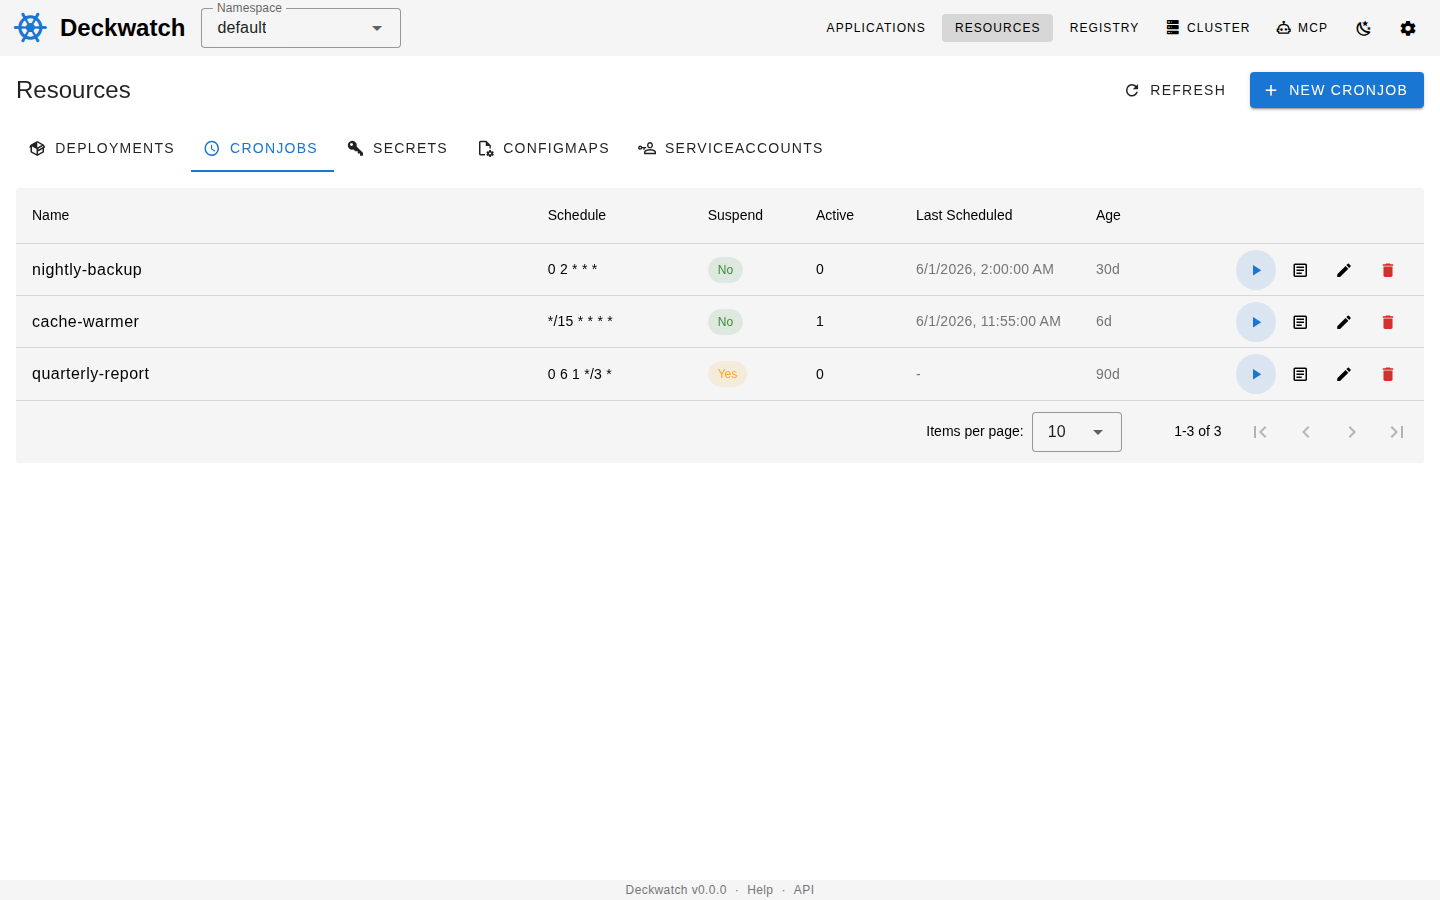 Deckwatch
Namespace
default
APPLICATIONS
RESOURCES
REGISTRY
CLUSTER
MCP
Resources
REFRESH
NEW CRONJOB
DEPLOYMENTS
CRONJOBS
SECRETS
CONFIGMAPS
SERVICEACCOUNTS
Name Schedule Suspend Active Last Scheduled Age
nightly-backup 0 2 * * * No 0 6/1/2026, 2:00:00 AM 30d
cache-warmer */15 * * * * No 1 6/1/2026, 11:55:00 AM 6d
quarterly-report 0 6 1 */3 * Yes 0 - 90d
Items per page: 10 1-3 of 3
Deckwatch v0.0.0 · Help · API